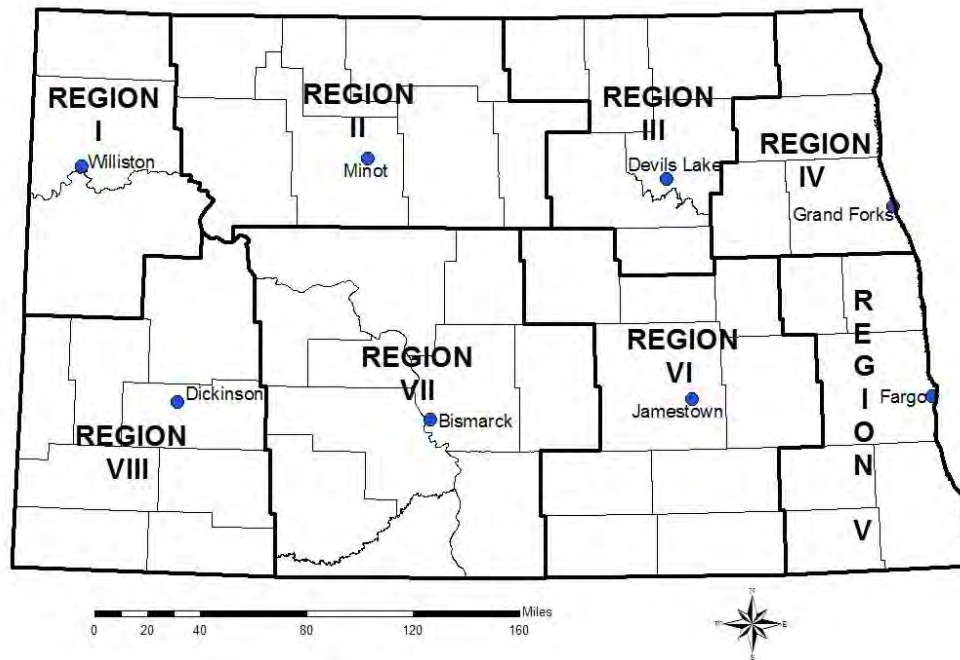 REGION
I
Williston
REGION
II
Minot
REGION
III
Devils Lake
REGION
IV
Grand Forks
REGION
VIII
Dickinson
REGION
VII
Bismarck
REGION
VI
Jamestown
R
E
G
I
O
N
V
Fargo
Miles
0 20 40 80 120 160
N
E
S